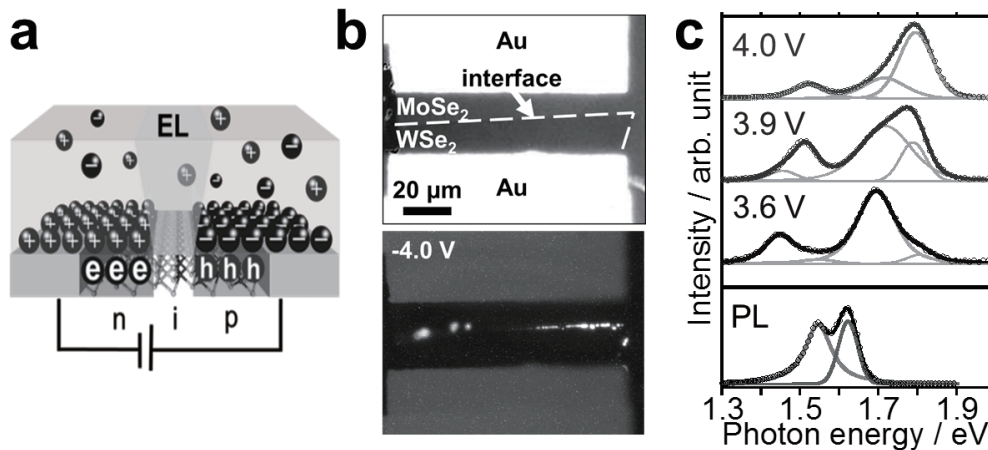 a
EL
e e e
h h h
n i p
b
Au
interface
MoSe₂
WSe₂
20 μm
Au
-4.0 V
c
4.0 V
3.9 V
3.6 V
PL
Intensity / arb. unit
1.3 1.5 1.7 1.9
Photon energy / eV